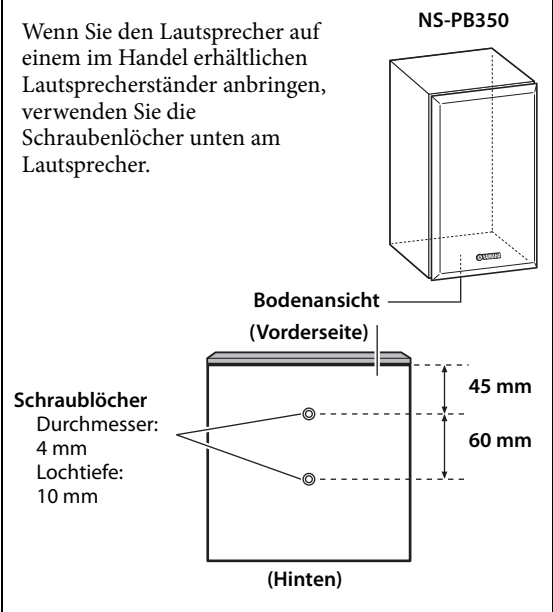 Wenn Sie den Lautsprecher auf
einem im Handel erhältlichen
Lautsprecherständer anbringen,
verwenden Sie die
Schraubenlöcher unten am
Lautsprecher.
NS-PB350
Bodenansicht
(Vorderseite)
45 mm
Schraublöcher
Durchmesser:
4 mm
Lochtiefe:
10 mm
60 mm
(Hinten)